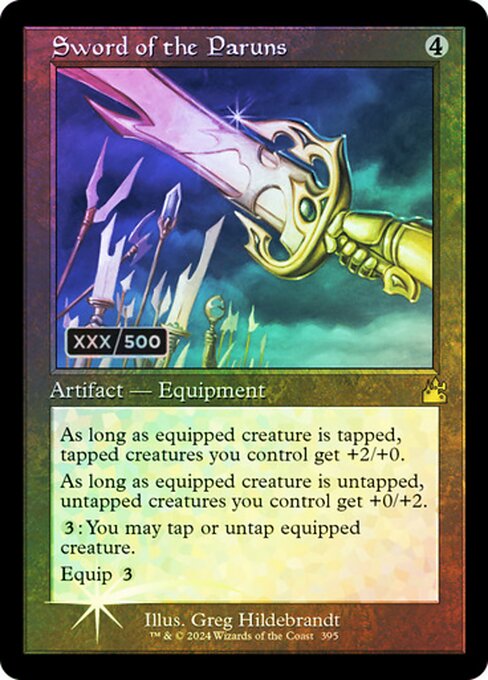 Sword of the Paruns 4
XXX/500
Artifact — Equipment
As long as equipped creature is tapped,
tapped creatures you control get +2/+0.
As long as equipped creature is untapped,
untapped creatures you control get +0/+2.
3: You may tap or untap equipped
creature.
Equip 3
Illus. Greg Hildebrandt
™ & © 2024 Wizards of the Coast 395